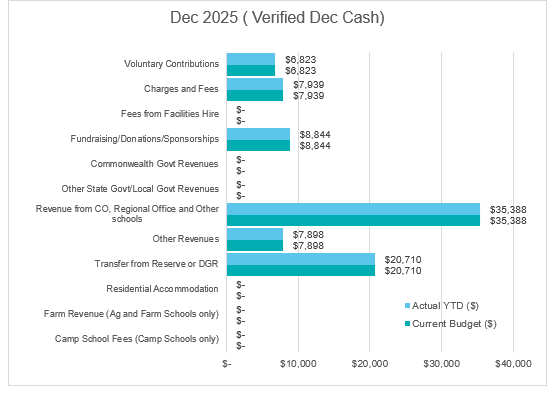 Dec 2025 ( Verified Dec Cash)
Voluntary Contributions
$6,823
$6,823
Charges and Fees
$7,939
$7,939
Fees from Facilities Hire
$-
$-
Fundraising/Donations/Sponsorships
$8,844
$8,844
Commonwealth Govt Revenues
$-
$-
Other State Govt/Local Govt Revenues
$-
$-
Revenue from CO, Regional Office and Other
schools
$35,388
$35,388
Other Revenues
$7,898
$7,898
Transfer from Reserve or DGR
$20,710
$20,710
Residential Accommodation
$-
$-
Farm Revenue (Ag and Farm Schools only)
$-
$-
Camp School Fees (Camp Schools only)
$-
$-
Actual YTD ($)
Current Budget ($)
$- $10,000 $20,000 $30,000 $40,000